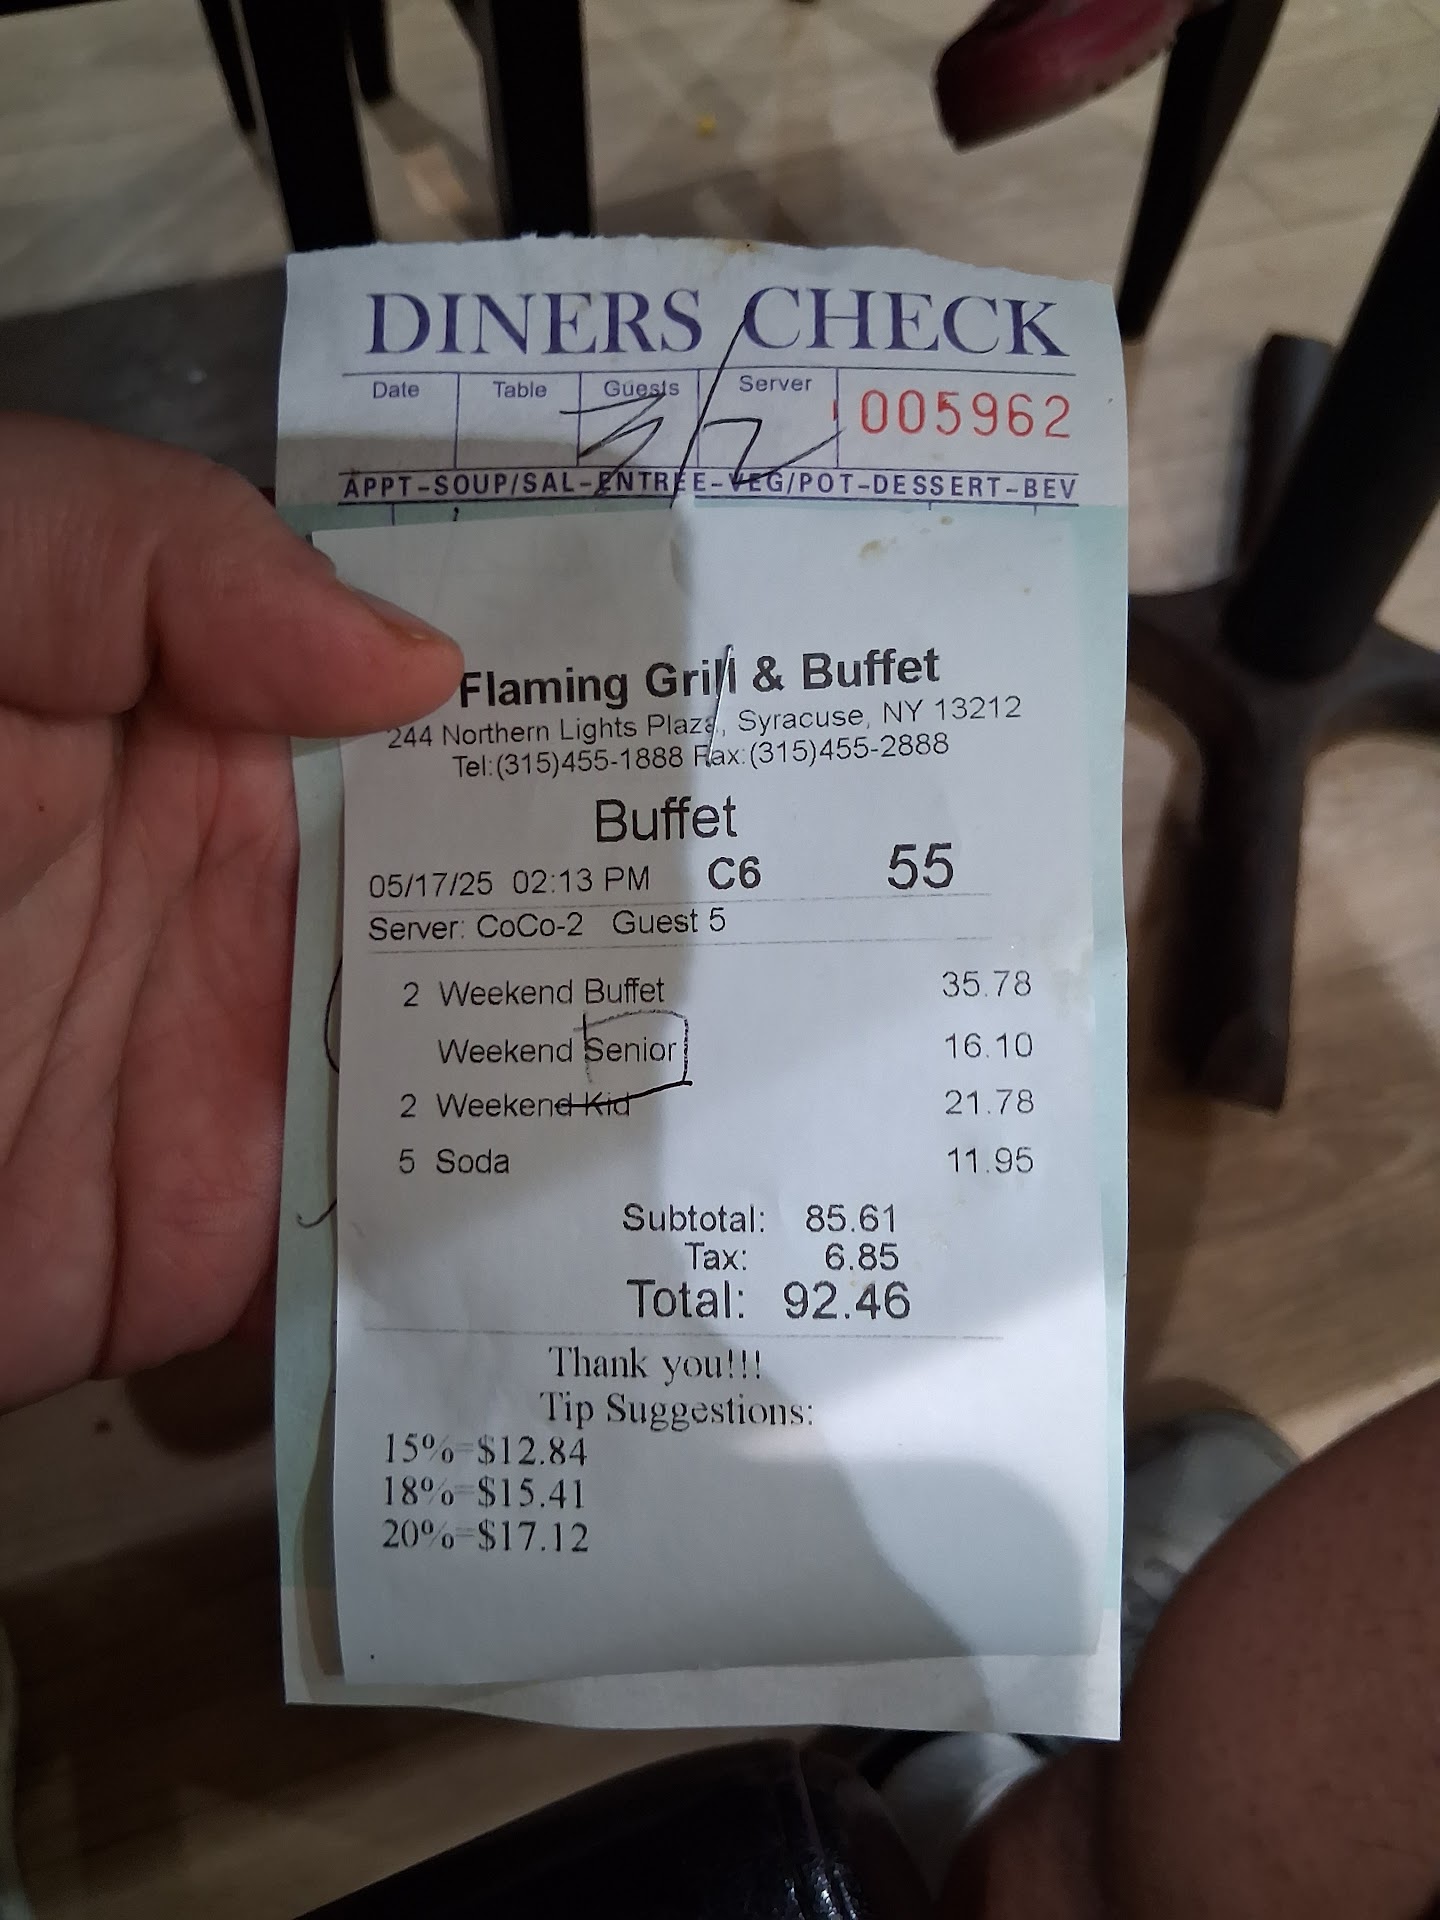 DINERS CHECK
Date Table Guests Server 005962
3/2
APPT-SOUP/SAL-ENTREE-VEG/POT-DESSERT-BEV
Flaming Grill & Buffet
244 Northern Lights Plaza, Syracuse, NY 13212
Tel:(315)455-1888 Fax:(315)455-2888
Buffet
05/17/25 02:13 PM C6 55
Server: CoCo-2 Guest 5
2 Weekend Buffet 35.78
Weekend Senior 16.10
2 Weekend Kid 21.78
5 Soda 11.95
Subtotal: 85.61
Tax: 6.85
Total: 92.46
Thank you!!!
Tip Suggestions:
15%=$12.84
18%=$15.41
20%=$17.12